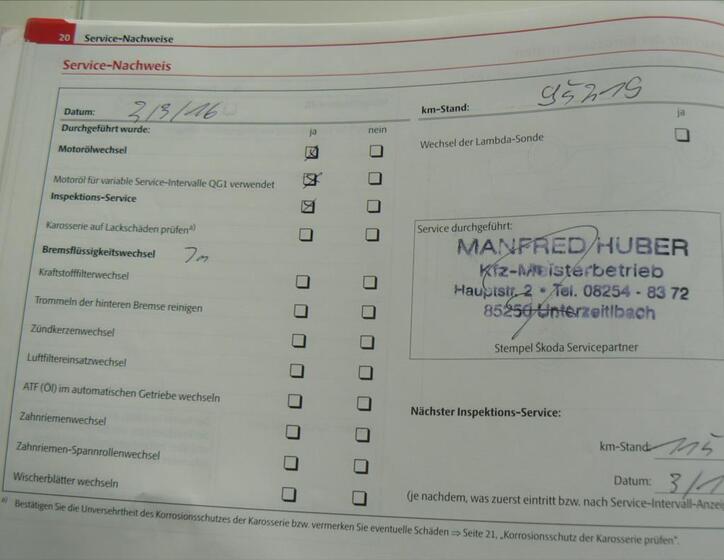 20 Service-Nachweise
Service-Nachweis
Datum: 2/3/16
km-Stand: 95219
Durchgeführt wurde: ja nein
ja
Motorölwechsel
Wechsel der Lambda-Sonde
Motoröl für variable Service-Intervalle QG1 verwendet
Inspektions-Service
Karosserie auf Lackschäden prüfen a)
Bremsflüssigkeitswechsel
Kraftstofffilterwechsel
Trommeln der hinteren Bremse reinigen
Zündkerzenwechsel
Luftfiltereinsatzwechsel
ATF (Öl) im automatischen Getriebe wechseln
Zahnriemenwechsel
Zahnriemen-Spannrollenwechsel
Wischerblätter wechseln
Service durchgeführt:
MANFRED HUBER
Kfz-Meisterbetrieb
Hauptstr. 2 • Tel. 08254 - 83 72
85250 Unterzeitlbach
Stempel Škoda Servicepartner
Nächster Inspektions-Service:
km-Stand: 115
Datum: 3/1
(je nachdem, was zuerst eintritt bzw. nach Service-Intervall-Anzei
a) Bestätigen Sie die Unversehrtheit des Korrosionsschutzes der Karosserie bzw. vermerken Sie eventuelle Schäden ⇒ Seite 21, „Korrosionsschutz der Karosserie prüfen".